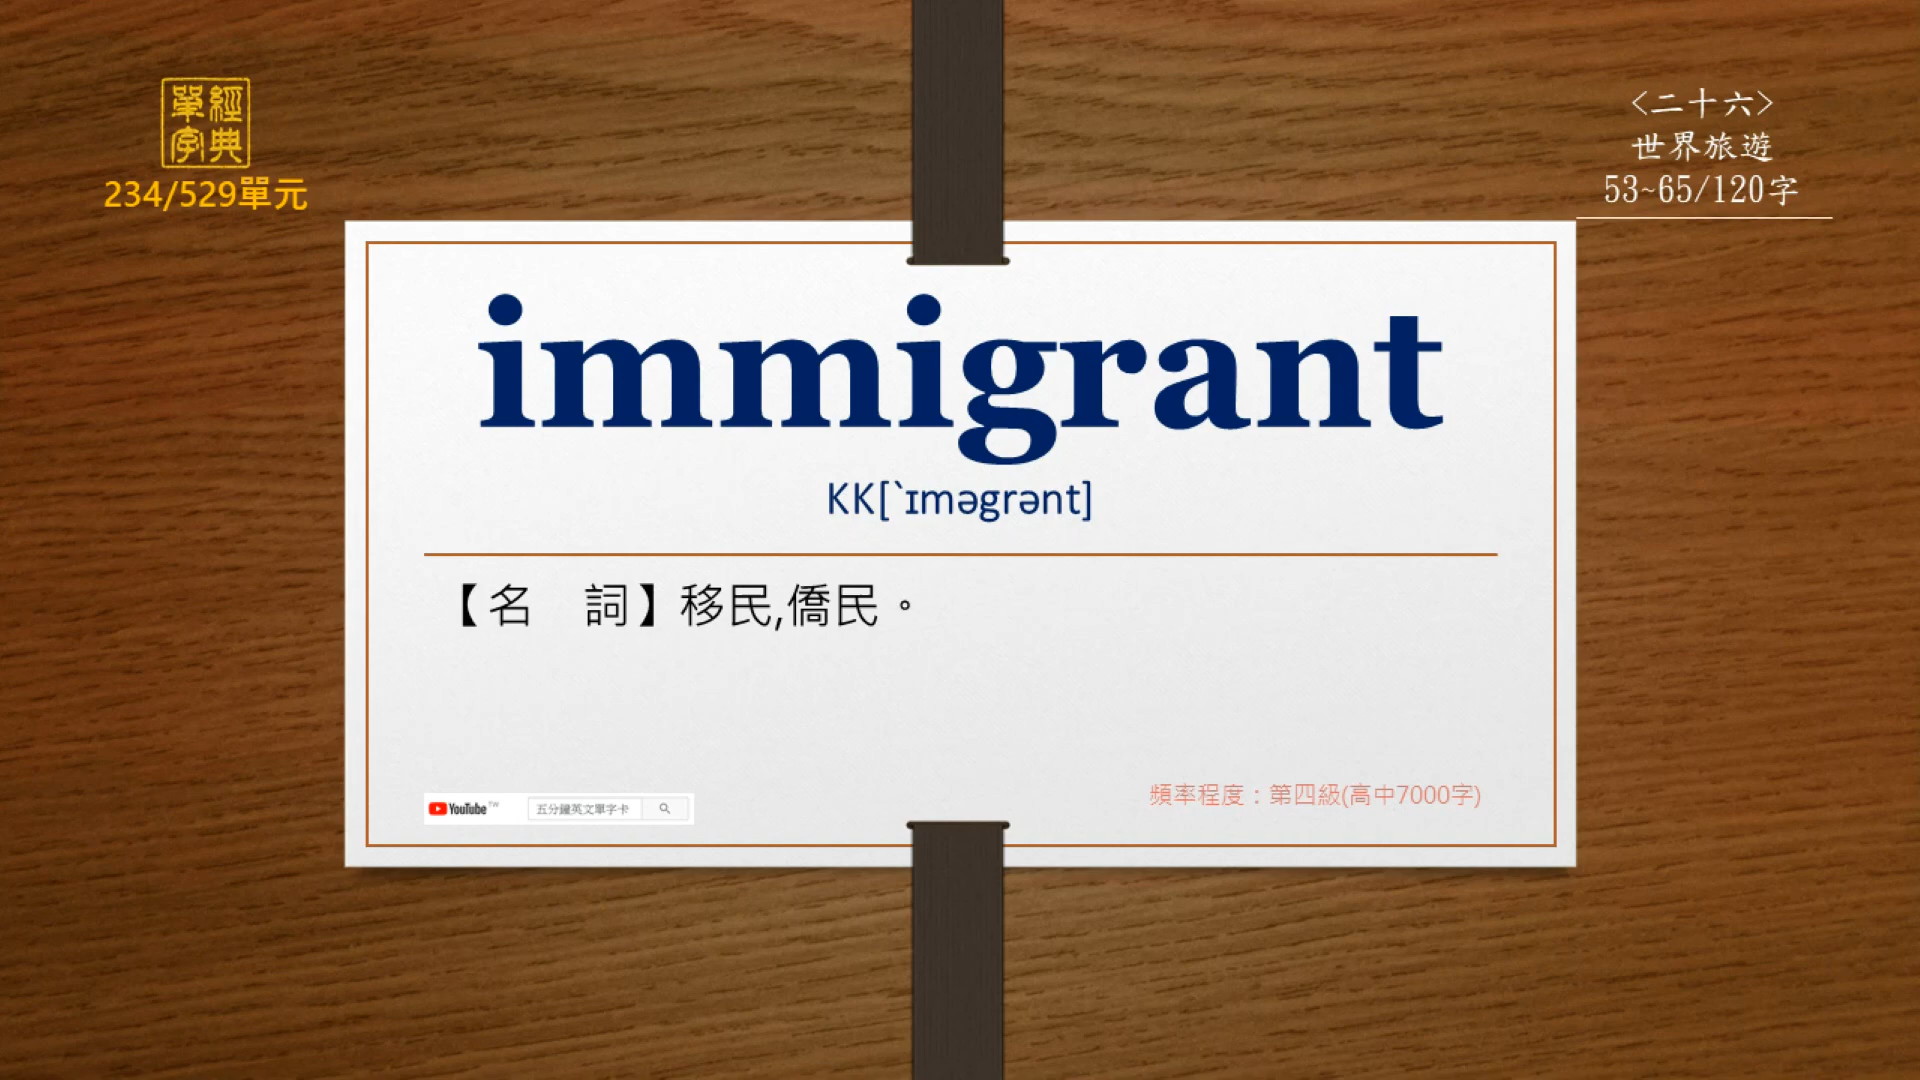 經典
單字
234/529單元
〈二十六〉
世界旅遊
53~65/120字
immigrant
KK[ˋɪməgrənt]
【名　詞】移民,僑民。
YouTube TW
五分鐘英文單字卡
頻率程度：第四級(高中7000字)